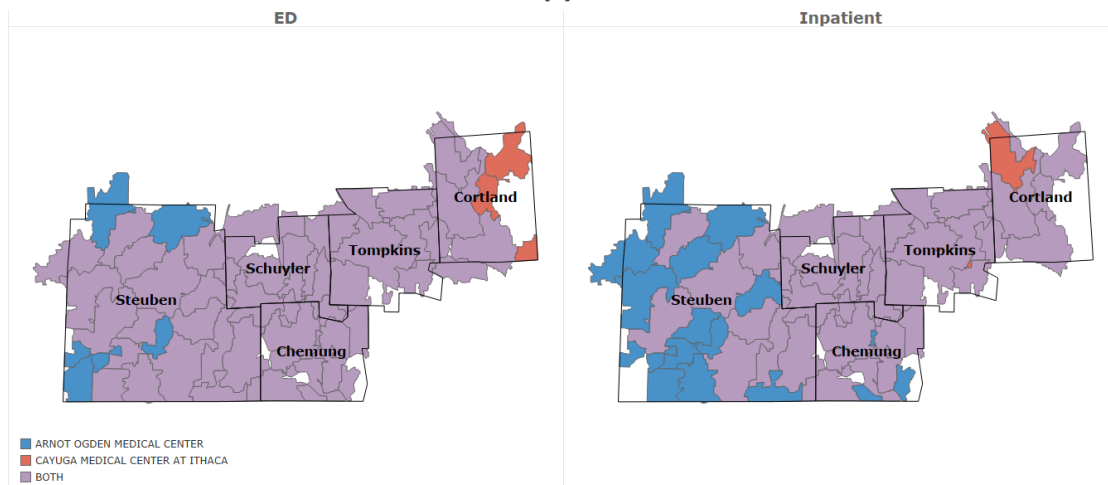 ED
Inpatient
Cortland
Tompkins
Schuyler
Steuben
Chemung
Cortland
Tompkins
Schuyler
Steuben
Chemung
ARNOT OGDEN MEDICAL CENTER
CAYUGA MEDICAL CENTER AT ITHACA
BOTH